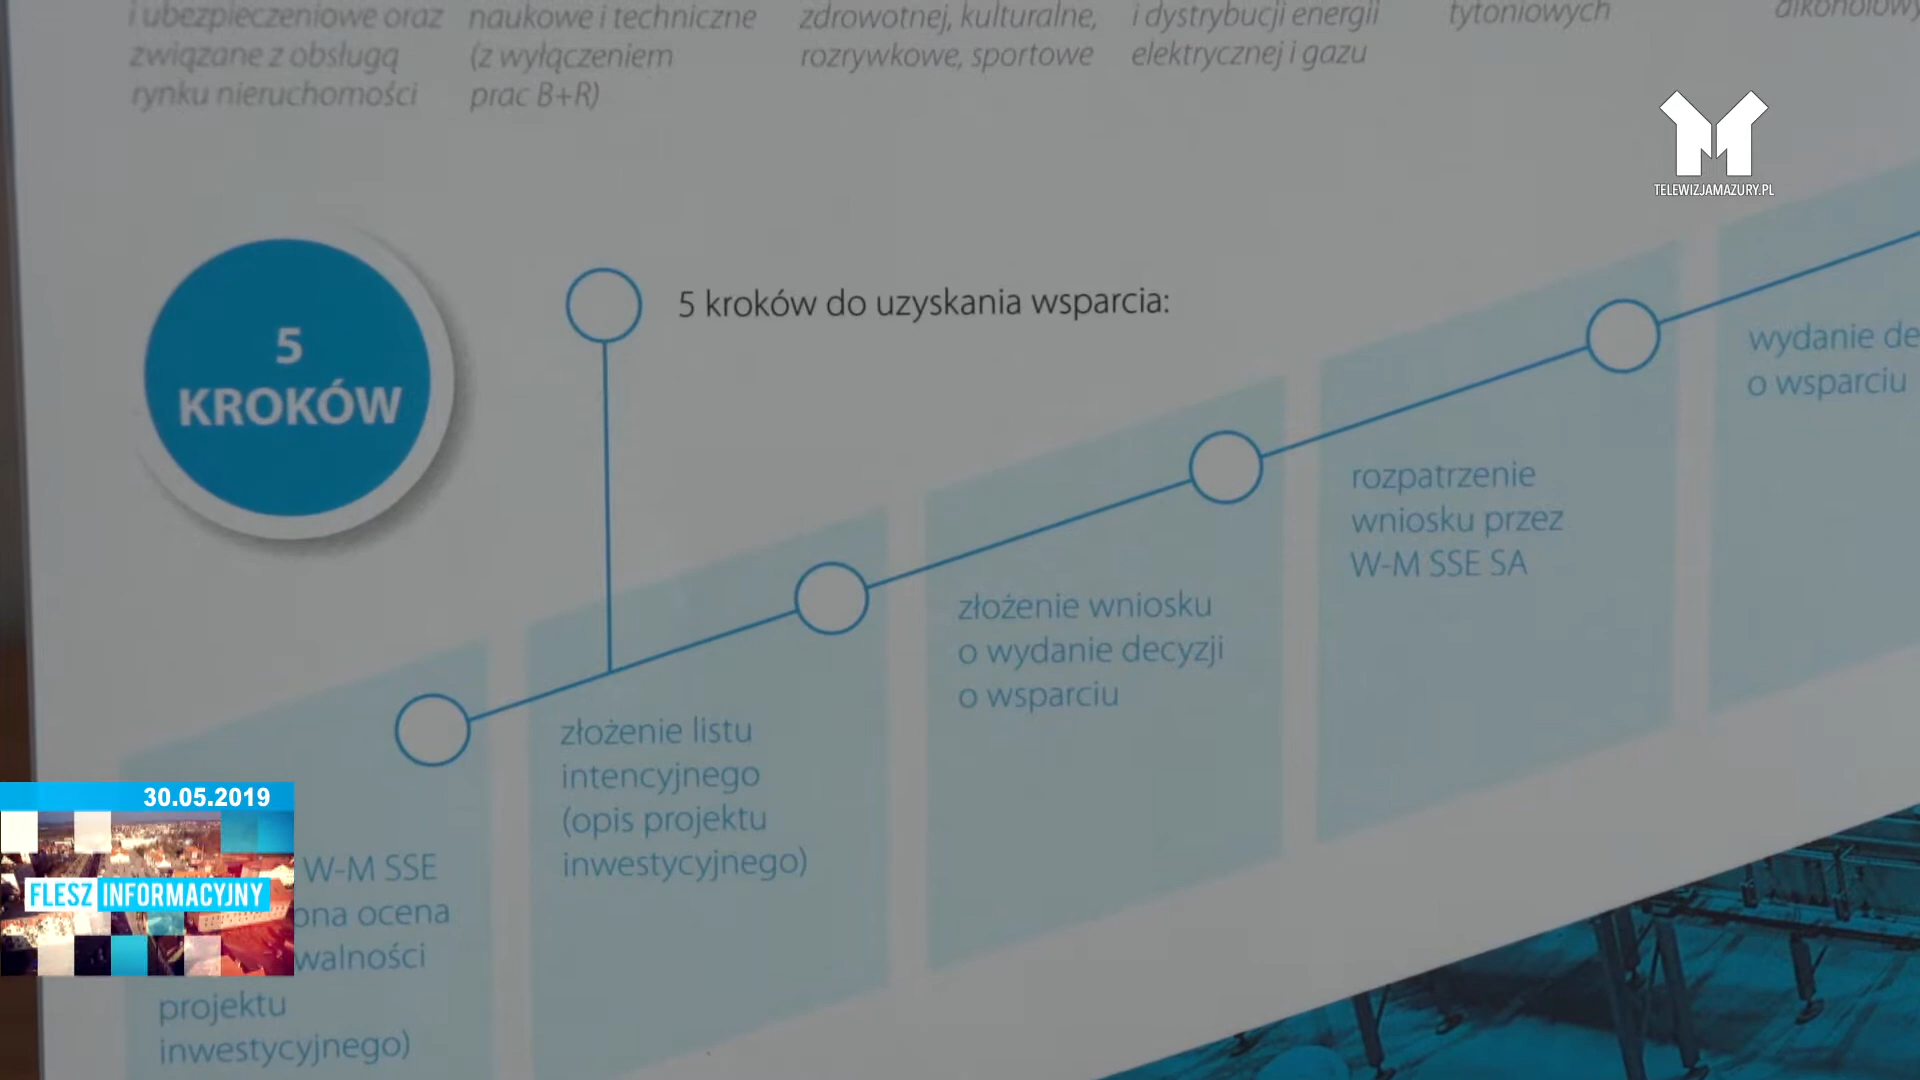 i ubezpieczeniowe oraz
związane z obsługą
rynku nieruchomości
naukowe i techniczne
(z wyłączeniem
prac B+R)
zdrowotnej, kulturalne,
rozrywkowe, sportowe
i dystrybucji energii
elektrycznej i gazu
tytoniowych
TELEWIZJAMAZURY.PL
5
KROKÓW
5 kroków do uzyskania wsparcia:
W-M SSE
ona ocena
walności
projektu
inwestycyjnego)
złożenie listu
intencyjnego
(opis projektu
inwestycyjnego)
złożenie wniosku
o wydanie decyzji
o wsparciu
rozpatrzenie
wniosku przez
W-M SSE SA
wydanie de
o wsparciu
30.05.2019
FLESZ INFORMACYJNY